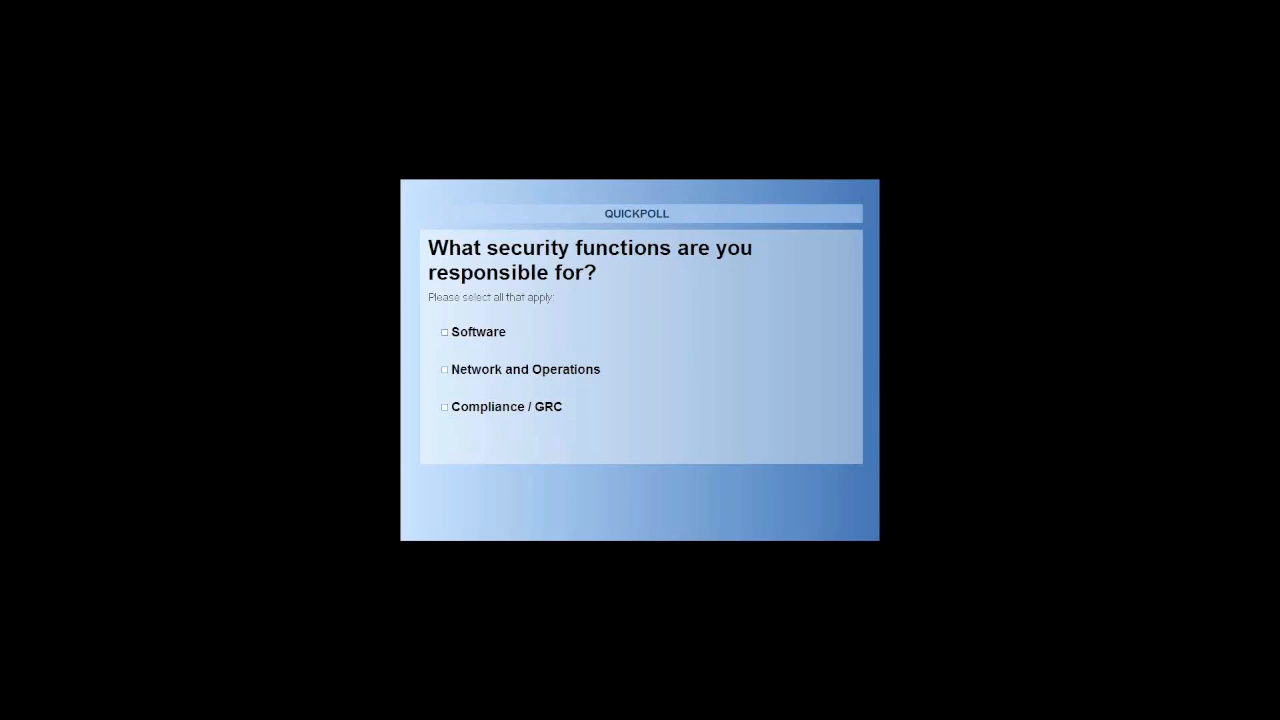 QUICKPOLL
What security functions are you
responsible for?
Please select all that apply:
Software
Network and Operations
Compliance / GRC